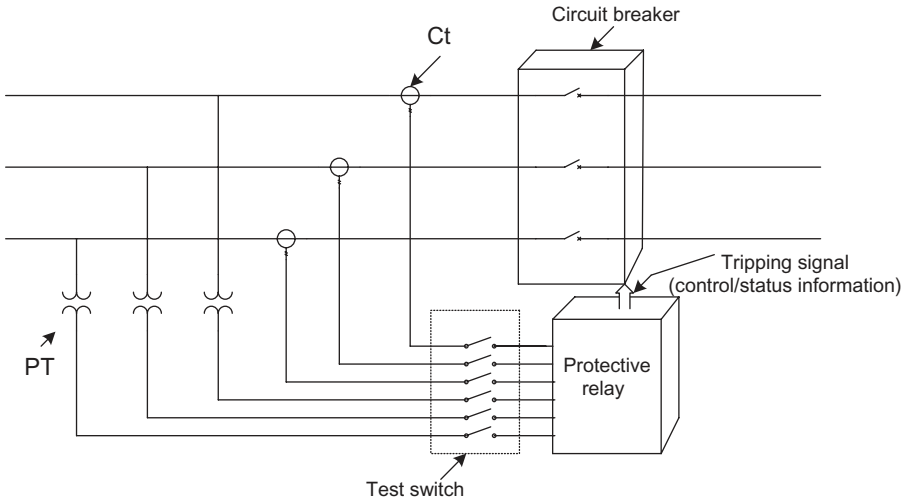 Circuit breaker
Ct
Tripping signal
(control/status information)
PT
Protective
relay
Test switch